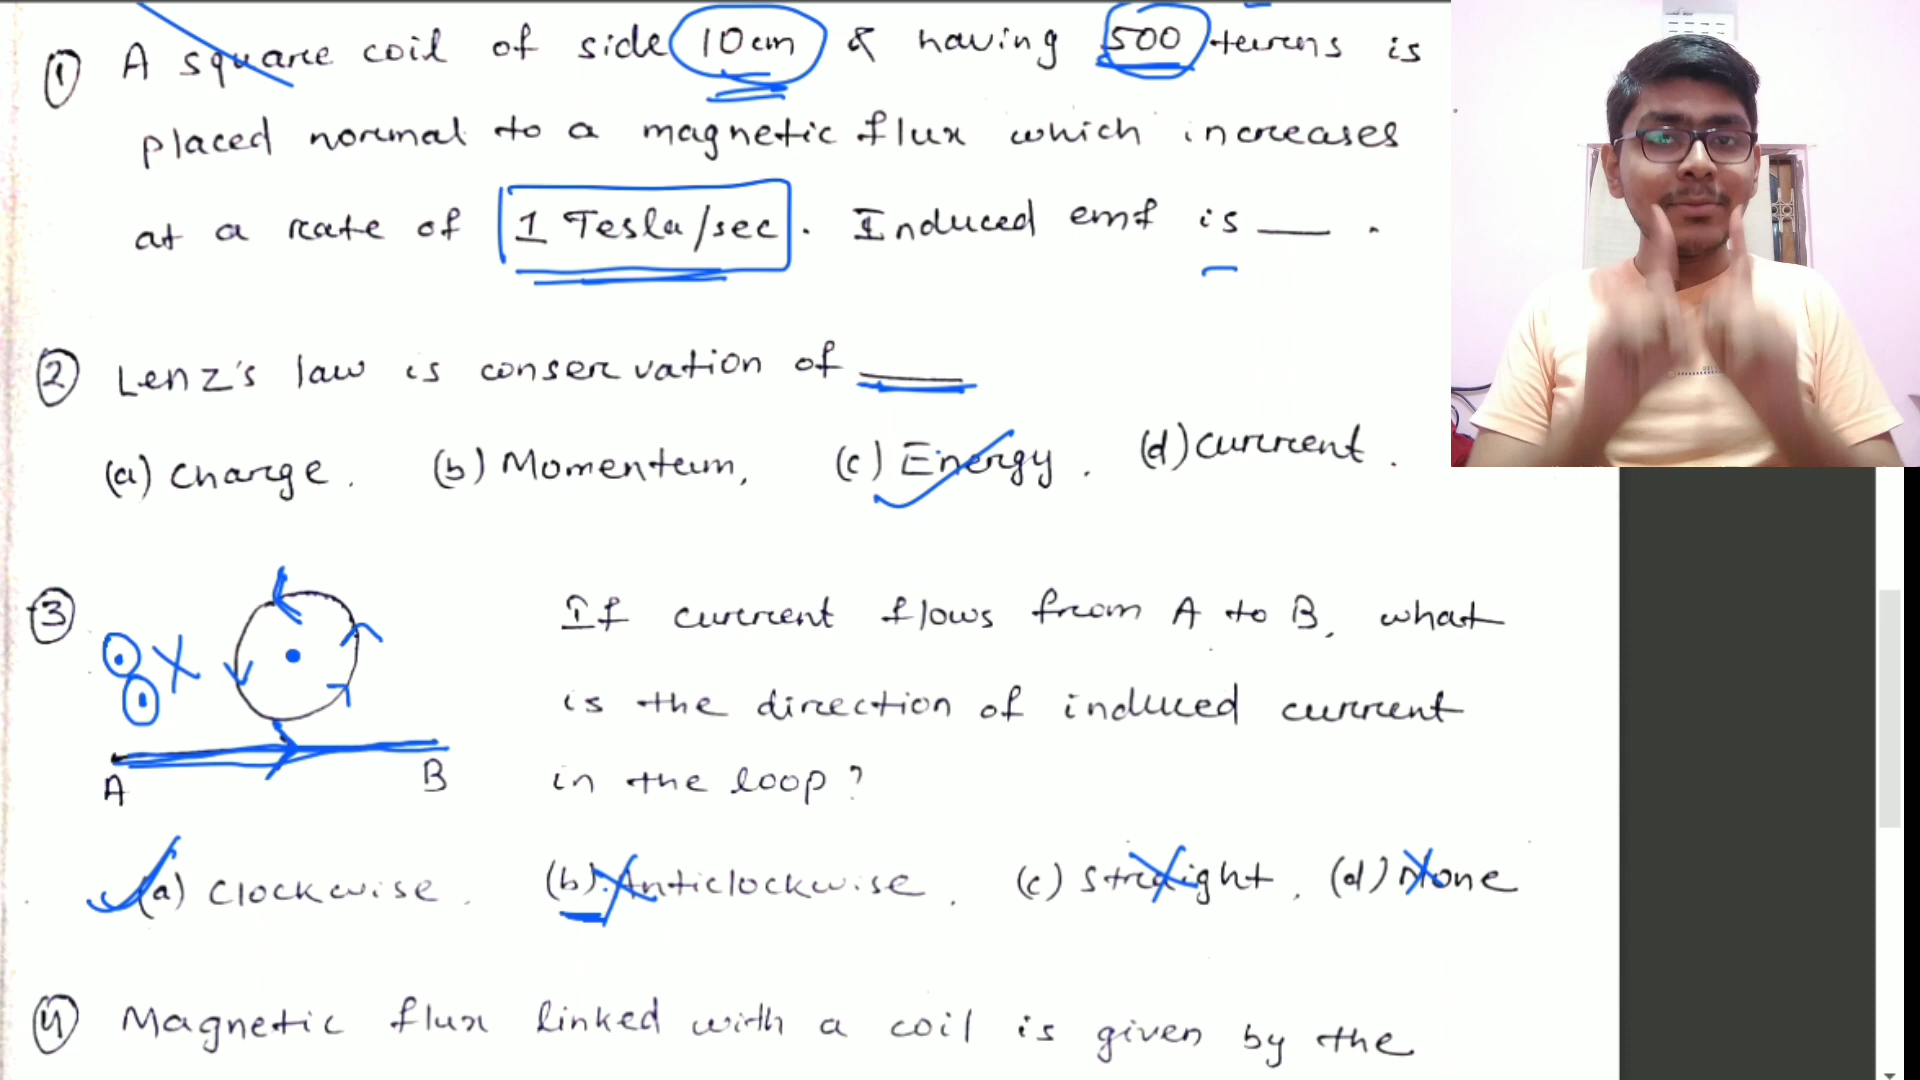 ① A square coil of side 10cm & having 500 turns is
placed normal to a magnetic flux which increases
at a rate of 1 Tesla/sec. Induced emf is ___ .
② Lenz's law is conservation of ____
(a) Charge. (b) Momentum, (c) Energy. (d) current.
③ If current flows from A to B, what
is the direction of induced current
in the loop?
A B
(a) Clockwise. (b) Anticlockwise. (c) Straight. (d) None
④ Magnetic flux linked with a coil is given by the